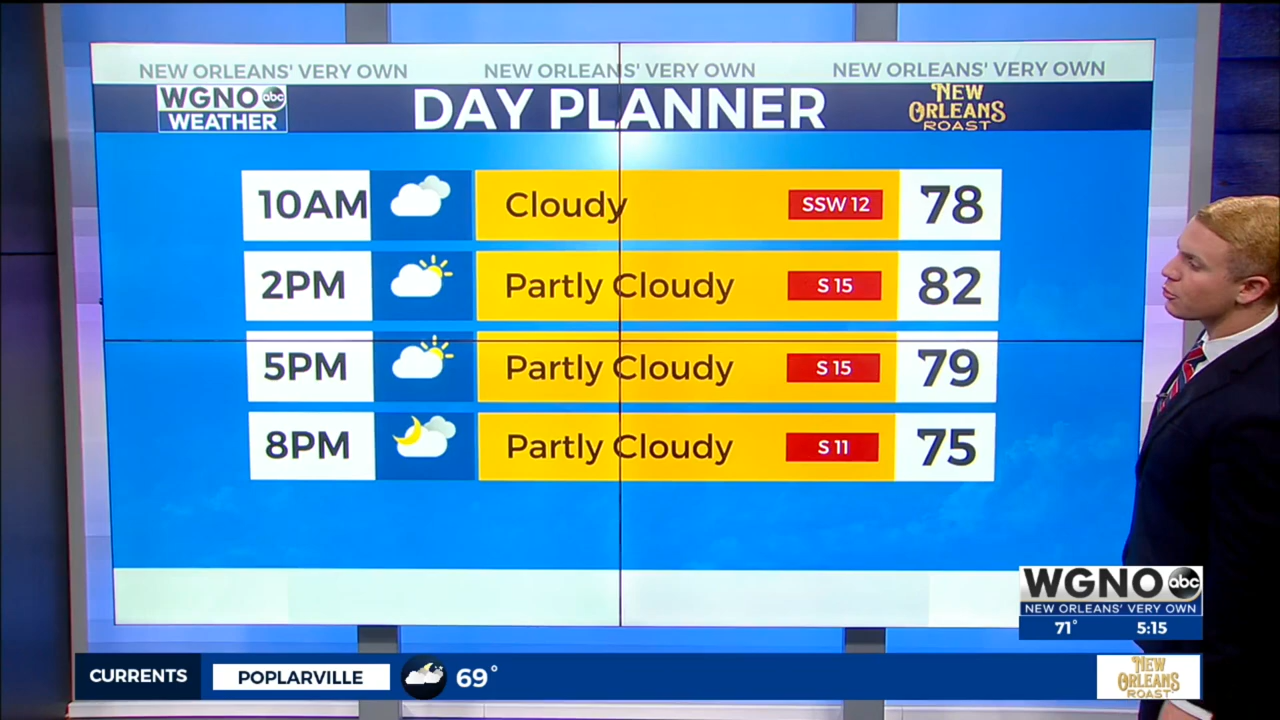 NEW ORLEANS' VERY OWN NEW ORLEANS' VERY OWN NEW ORLEANS' VERY OWN
WGNO abc
WEATHER
DAY PLANNER
NEW
ORLEANS
ROAST
10AM Cloudy SSW 12 78
2PM Partly Cloudy S 15 82
5PM Partly Cloudy S 15 79
8PM Partly Cloudy S 11 75
WGNO abc
NEW ORLEANS' VERY OWN
71° 5:15
CURRENTS POPLARVILLE 69°
NEW
ORLEANS
ROAST